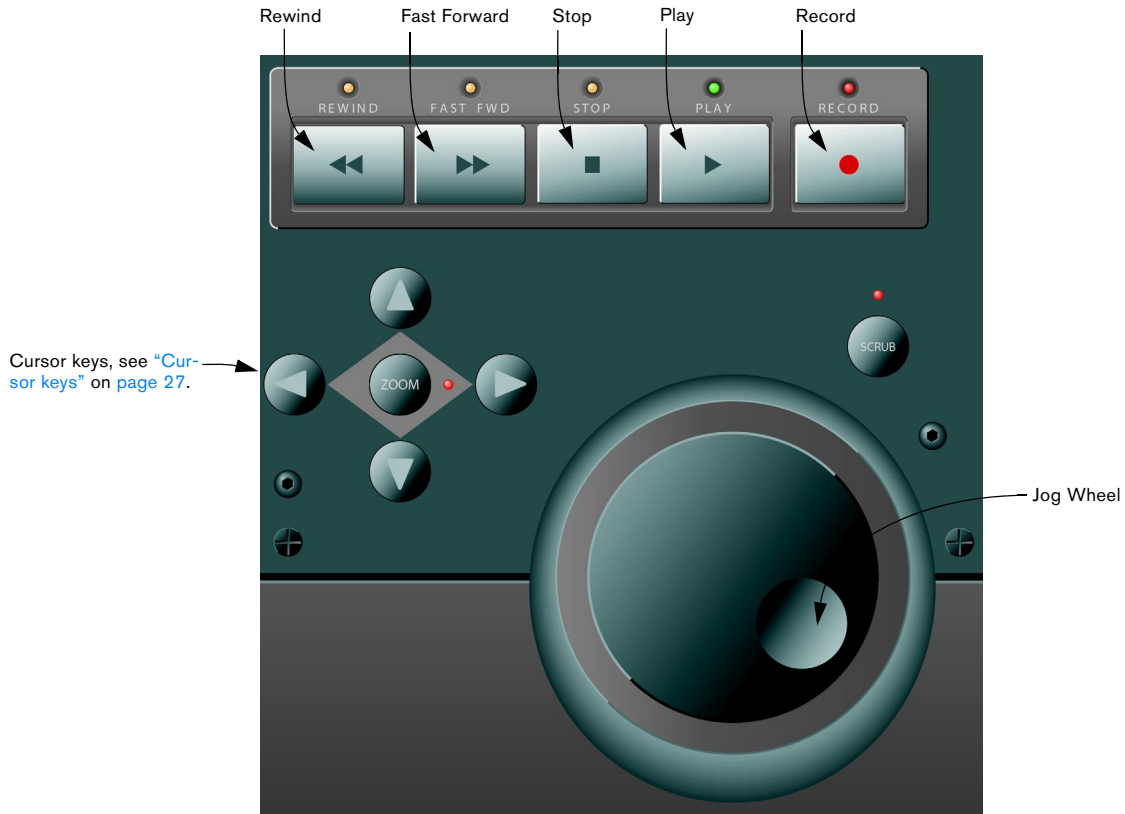 Rewind
Fast Forward
Stop
Play
Record
REWIND
FAST FWD
STOP
PLAY
RECORD
SCRUB
Cursor keys, see “Cur-
sor keys” on page 27.
ZOOM
Jog Wheel